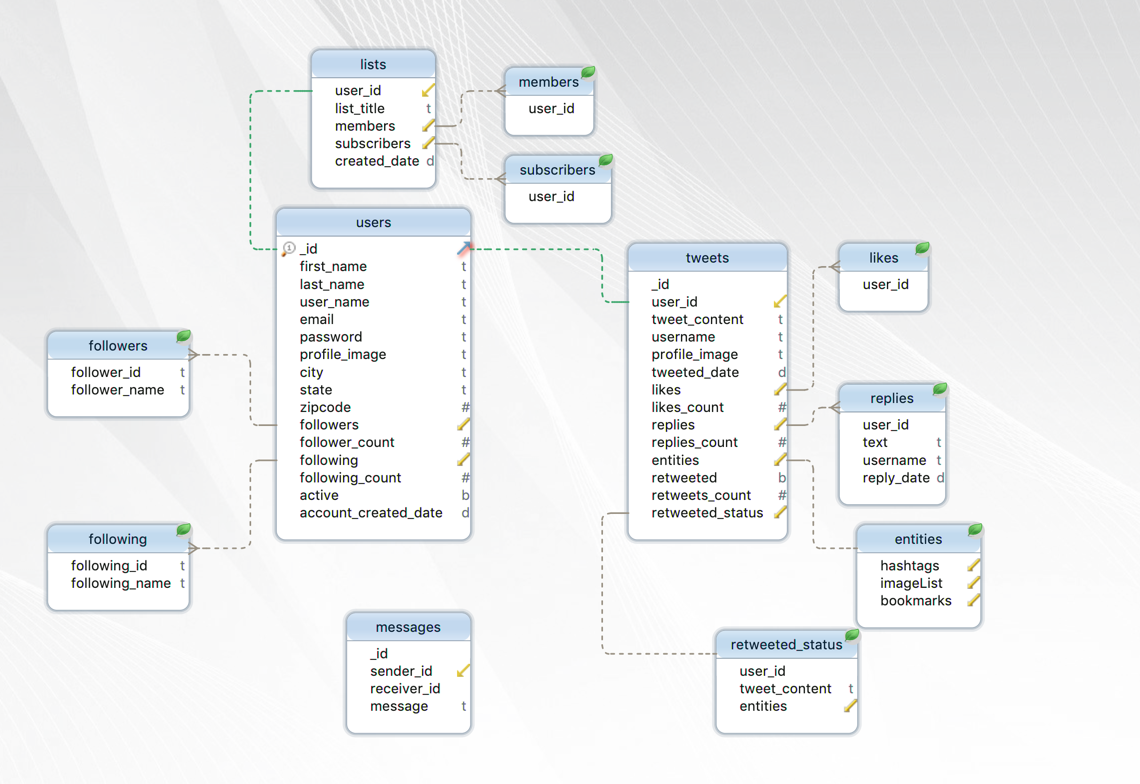 lists
user_id
list_title t
members
subscribers
created_date d
members
user_id
subscribers
user_id
users
_id
first_name t
last_name t
user_name t
email t
password t
profile_image t
city t
state t
zipcode #
followers
follower_count #
following
following_count #
active b
account_created_date d
tweets
_id
user_id
tweet_content t
username t
profile_image t
tweeted_date d
likes
likes_count #
replies
replies_count #
entities
retweeted b
retweets_count #
retweeted_status
likes
user_id
followers
follower_id t
follower_name t
replies
user_id
text t
username t
reply_date d
following
following_id t
following_name t
entities
hashtags
imageList
bookmarks
messages
_id
sender_id
receiver_id
message t
retweeted_status
user_id
tweet_content t
entities